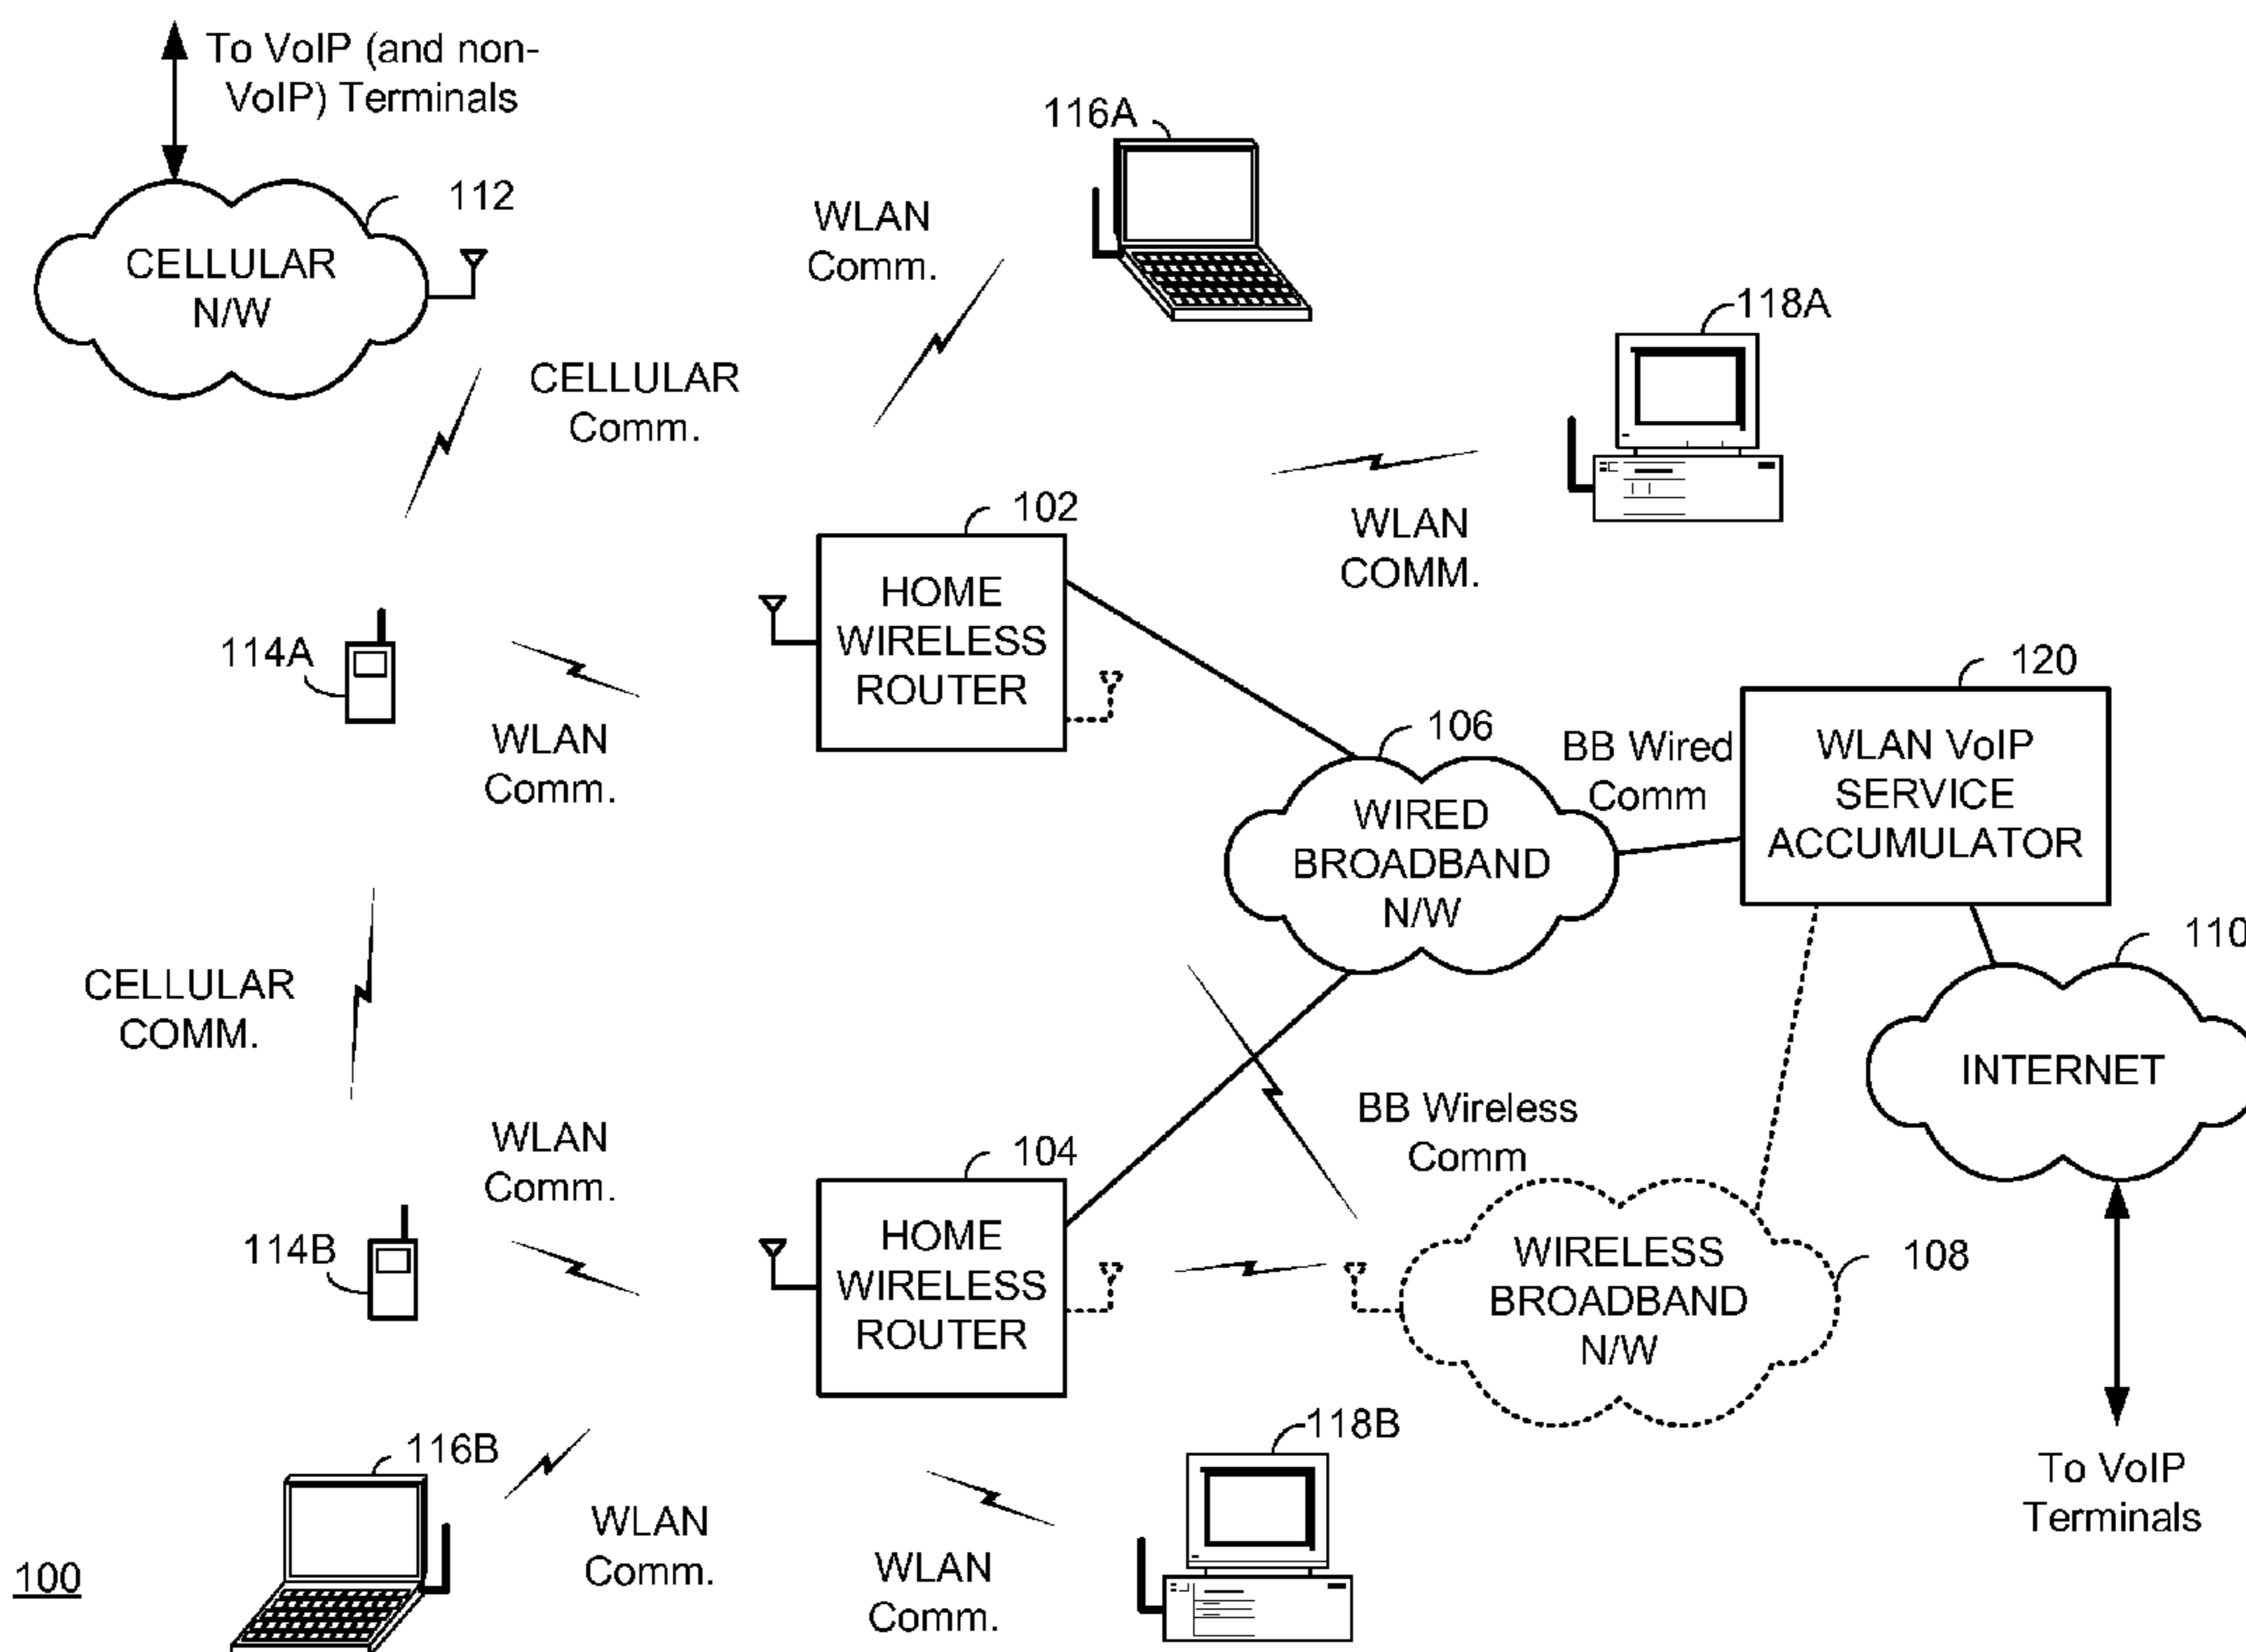 To VoIP (and non-
VoIP) Terminals
112
CELLULAR
N/W
116A
WLAN
Comm.
118A
CELLULAR
Comm.
WLAN
COMM.
102
HOME
WIRELESS
ROUTER
114A
WLAN
Comm.
120
WLAN VoIP
SERVICE
ACCUMULATOR
106
WIRED
BROADBAND
N/W
BB Wired
Comm
110
INTERNET
CELLULAR
COMM.
BB Wireless
Comm
WLAN
Comm.
104
HOME
WIRELESS
ROUTER
114B
WIRELESS
BROADBAND
N/W
108
116B
118B
To VoIP
Terminals
WLAN
Comm.
WLAN
Comm.
100